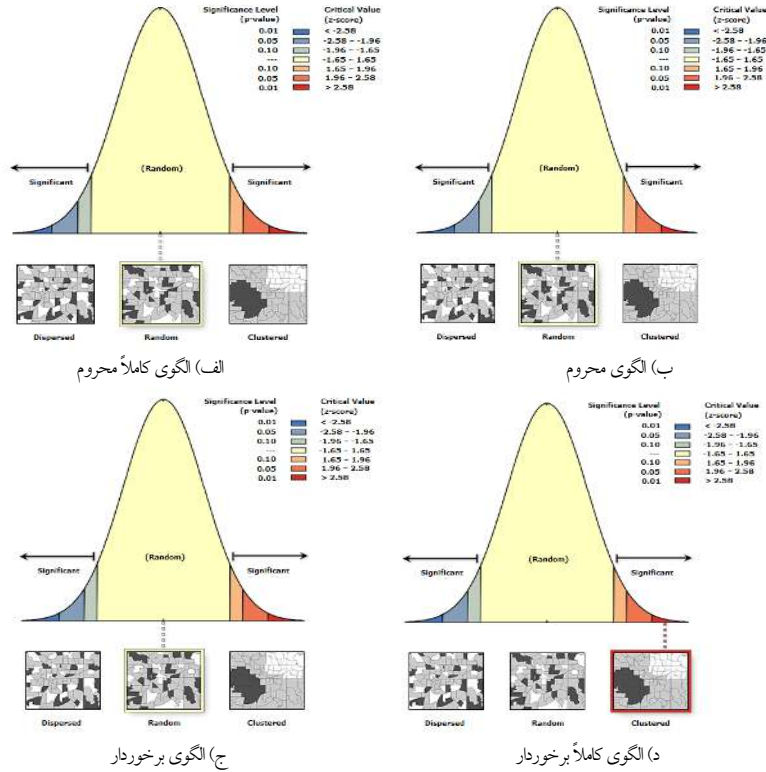 Significance Level (p-value)
Critical Value (z-score)
0.01 < -2.58
0.05 -2.58 – -1.96
0.10 -1.96 – -1.65
--- -1.65 – 1.65
0.10 1.65 – 1.96
0.05 1.96 – 2.58
0.01 > 2.58
(Random)
Significant Significant
Dispersed Random Clustered
الف) الگوی کاملاً محروم
Significance Level (p-value)
Critical Value (z-score)
0.01 < -2.58
0.05 -2.58 – -1.96
0.10 -1.96 – -1.65
--- -1.65 – 1.65
0.10 1.65 – 1.96
0.05 1.96 – 2.58
0.01 > 2.58
(Random)
Significant Significant
Dispersed Random Clustered
ب) الگوی محروم
Significance Level (p-value)
Critical Value (z-score)
0.01 < -2.58
0.05 -2.58 – -1.96
0.10 -1.96 – -1.65
--- -1.65 – 1.65
0.10 1.65 – 1.96
0.05 1.96 – 2.58
0.01 > 2.58
(Random)
Significant Significant
Dispersed Random Clustered
ج) الگوی برخوردار
Significance Level (p-value)
Critical Value (z-score)
0.01 < -2.58
0.05 -2.58 – -1.96
0.10 -1.96 – -1.65
--- -1.65 – 1.65
0.10 1.65 – 1.96
0.05 1.96 – 2.58
0.01 > 2.58
(Random)
Significant Significant
Dispersed Random Clustered
د) الگوی کاملاً برخوردار